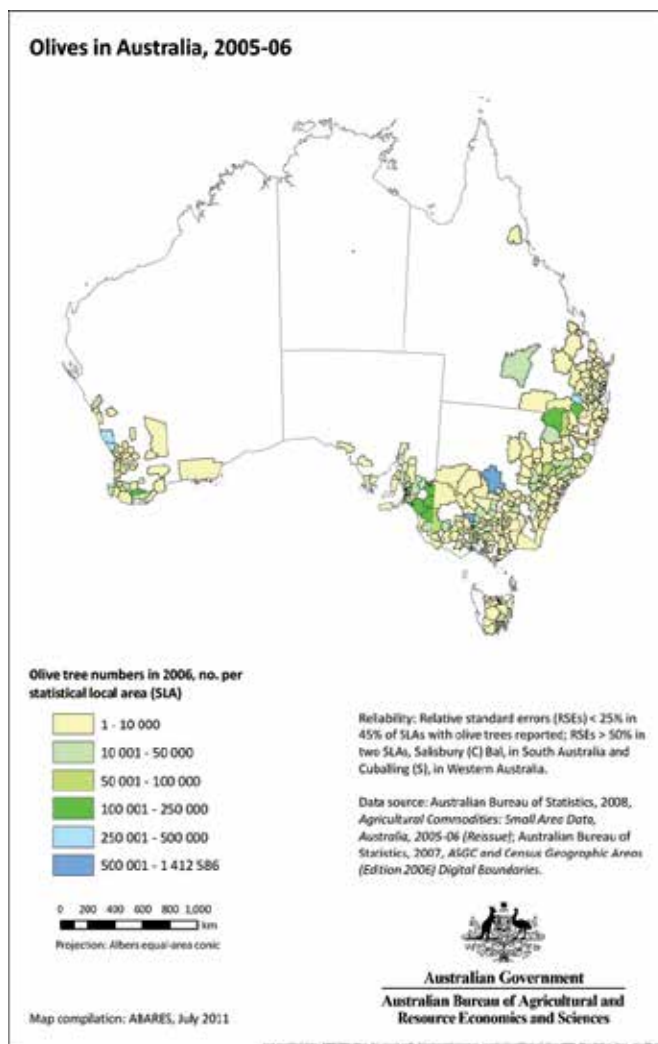 Olives in Australia, 2005-06
Olive tree numbers in 2006, no. per
statistical local area (SLA)
1 - 10 000
10 001 - 50 000
50 001 - 100 000
100 001 - 250 000
250 001 - 500 000
500 001 - 1 412 586
0 200 400 600 800 1,000
km
Projection: Albers equal-area conic
Map compilation: ABARES, July 2011
Reliability: Relative standard errors (RSEs) < 25% in
45% of SLAs with olive trees reported; RSEs > 50% in
two SLAs, Salisbury (C) Bal, in South Australia and
Cuballing (S), in Western Australia.
Data source: Australian Bureau of Statistics, 2008,
Agricultural Commodities: Small Area Data,
Australia, 2005-06 (Reissue); Australian Bureau of
Statistics, 2007, ASGC and Census Geographic Areas
(Edition 2006) Digital Boundaries.
Australian Government
Australian Bureau of Agricultural and
Resource Economics and Sciences